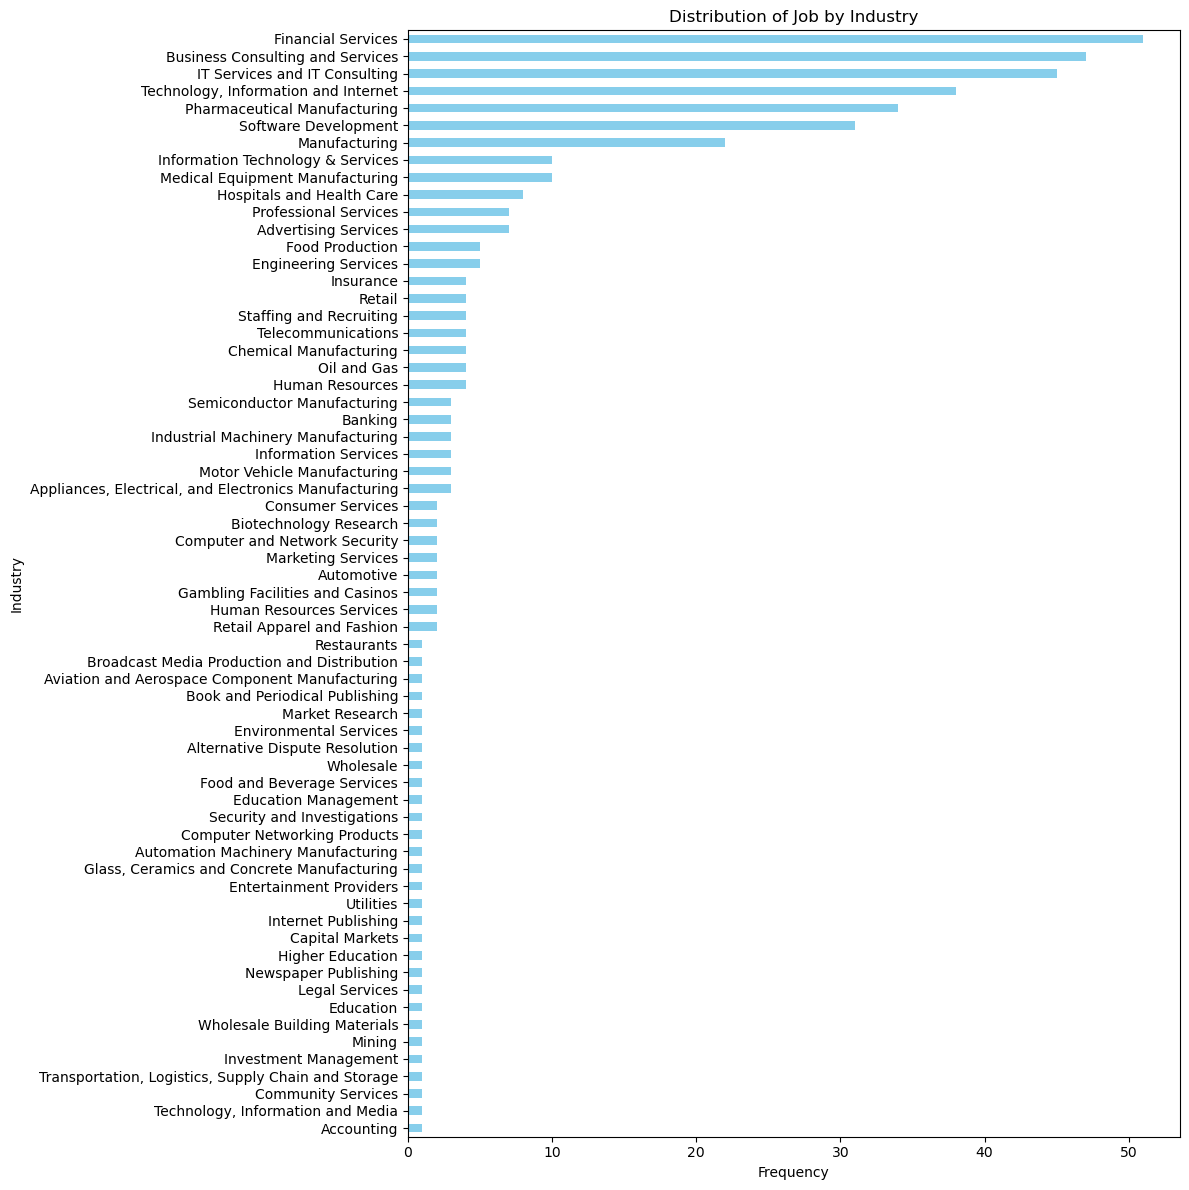 Distribution of Job by Industry
Financial Services
Business Consulting and Services
IT Services and IT Consulting
Technology, Information and Internet
Pharmaceutical Manufacturing
Software Development
Manufacturing
Information Technology & Services
Medical Equipment Manufacturing
Hospitals and Health Care
Professional Services
Advertising Services
Food Production
Engineering Services
Insurance
Retail
Staffing and Recruiting
Telecommunications
Chemical Manufacturing
Oil and Gas
Human Resources
Semiconductor Manufacturing
Banking
Industrial Machinery Manufacturing
Information Services
Motor Vehicle Manufacturing
Appliances, Electrical, and Electronics Manufacturing
Consumer Services
Biotechnology Research
Computer and Network Security
Marketing Services
Automotive
Gambling Facilities and Casinos
Human Resources Services
Retail Apparel and Fashion
Restaurants
Broadcast Media Production and Distribution
Aviation and Aerospace Component Manufacturing
Book and Periodical Publishing
Market Research
Environmental Services
Alternative Dispute Resolution
Wholesale
Food and Beverage Services
Education Management
Security and Investigations
Computer Networking Products
Automation Machinery Manufacturing
Glass, Ceramics and Concrete Manufacturing
Entertainment Providers
Utilities
Internet Publishing
Capital Markets
Higher Education
Newspaper Publishing
Legal Services
Education
Wholesale Building Materials
Mining
Investment Management
Transportation, Logistics, Supply Chain and Storage
Community Services
Technology, Information and Media
Accounting
Industry
0 10 20 30 40 50
Frequency